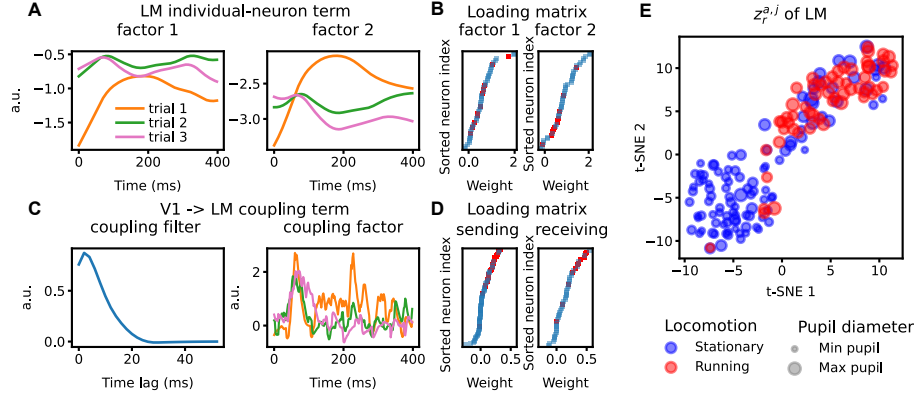 A
LM individual-neuron term
factor 1
factor 2
a.u.
−0.5
−1.0
−1.5
−2.5
−3.0
trial 1
trial 2
trial 3
0
200
400
0
200
400
Time (ms)
Time (ms)
B
Loading matrix
factor 1
factor 2
Sorted neuron index
Sorted neuron index
0
2
0
2
Weight
Weight
C
V1 -> LM coupling term
coupling filter
coupling factor
a.u.
0.5
0.0
2
0
0
20
40
0
200
400
Time lag (ms)
Time (ms)
D
Loading matrix
sending
receiving
Sorted neuron index
Sorted neuron index
0.0
0.5
0.0
0.5
Weight
Weight
E
z_r^{a,j} of LM
t-SNE 2
10
5
0
−5
−10
−10
−5
0
5
10
t-SNE 1
Locomotion
Stationary
Running
Pupil diameter
Min pupil
Max pupil